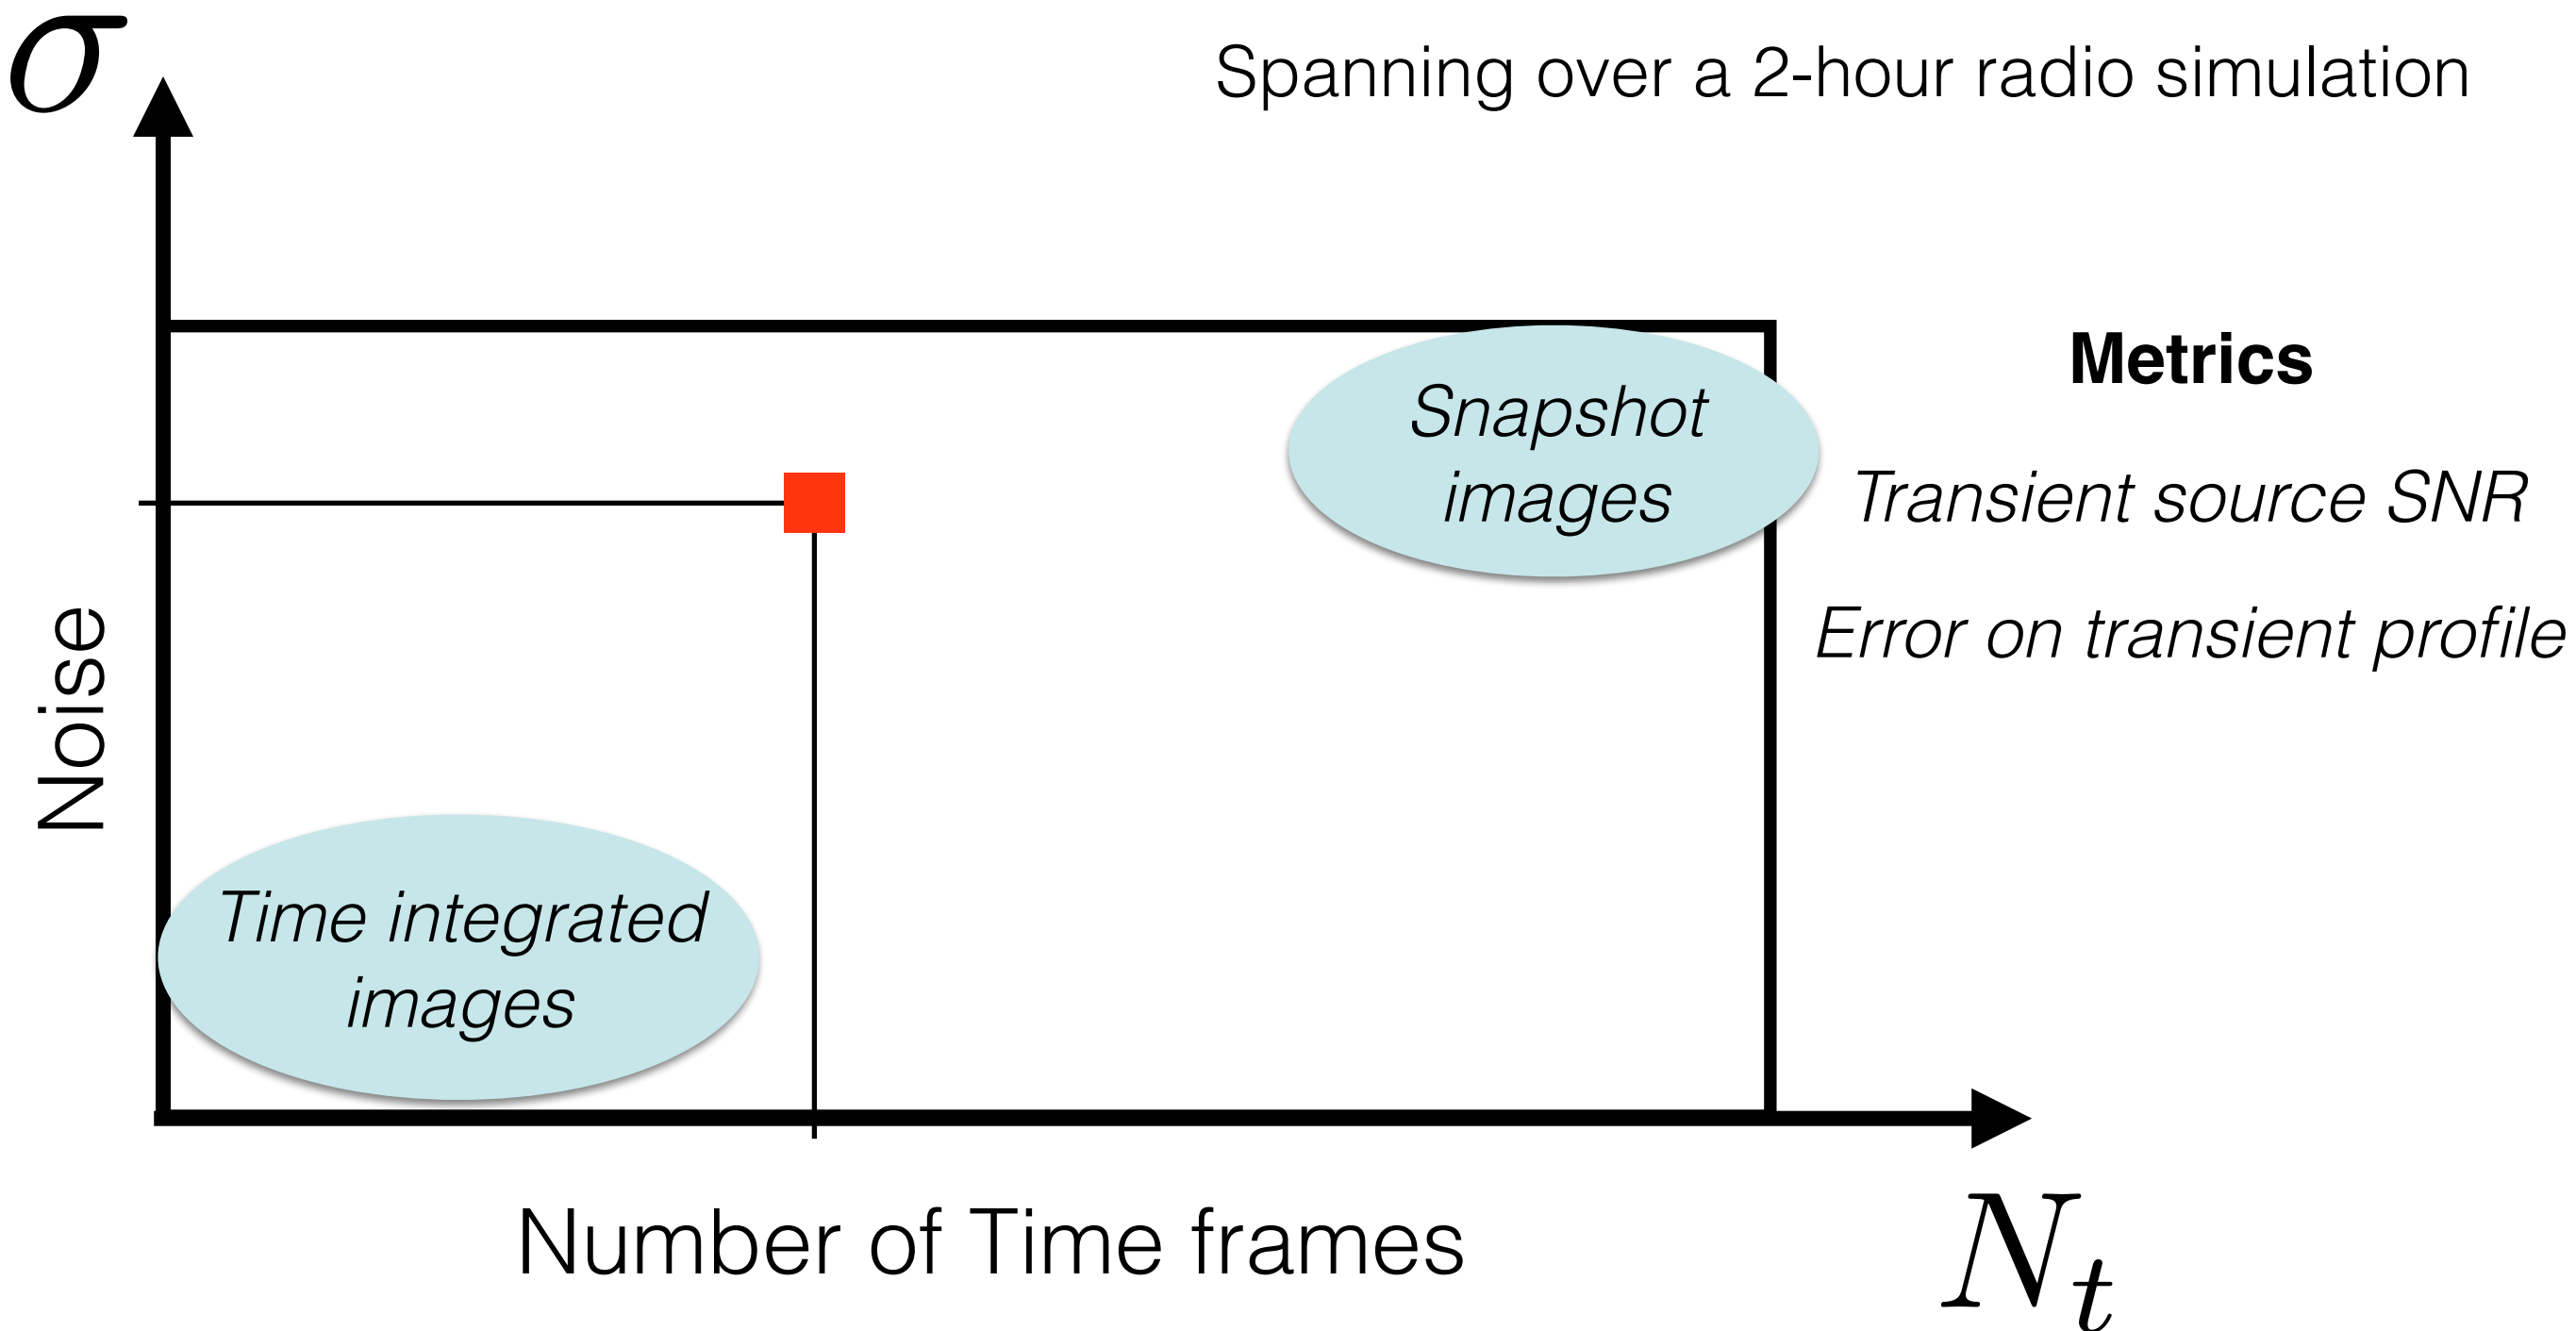 σ
Spanning over a 2-hour radio simulation
Metrics
Snapshot
images
Transient source SNR
Error on transient profile
Noise
Time integrated
images
Number of Time frames
N_t